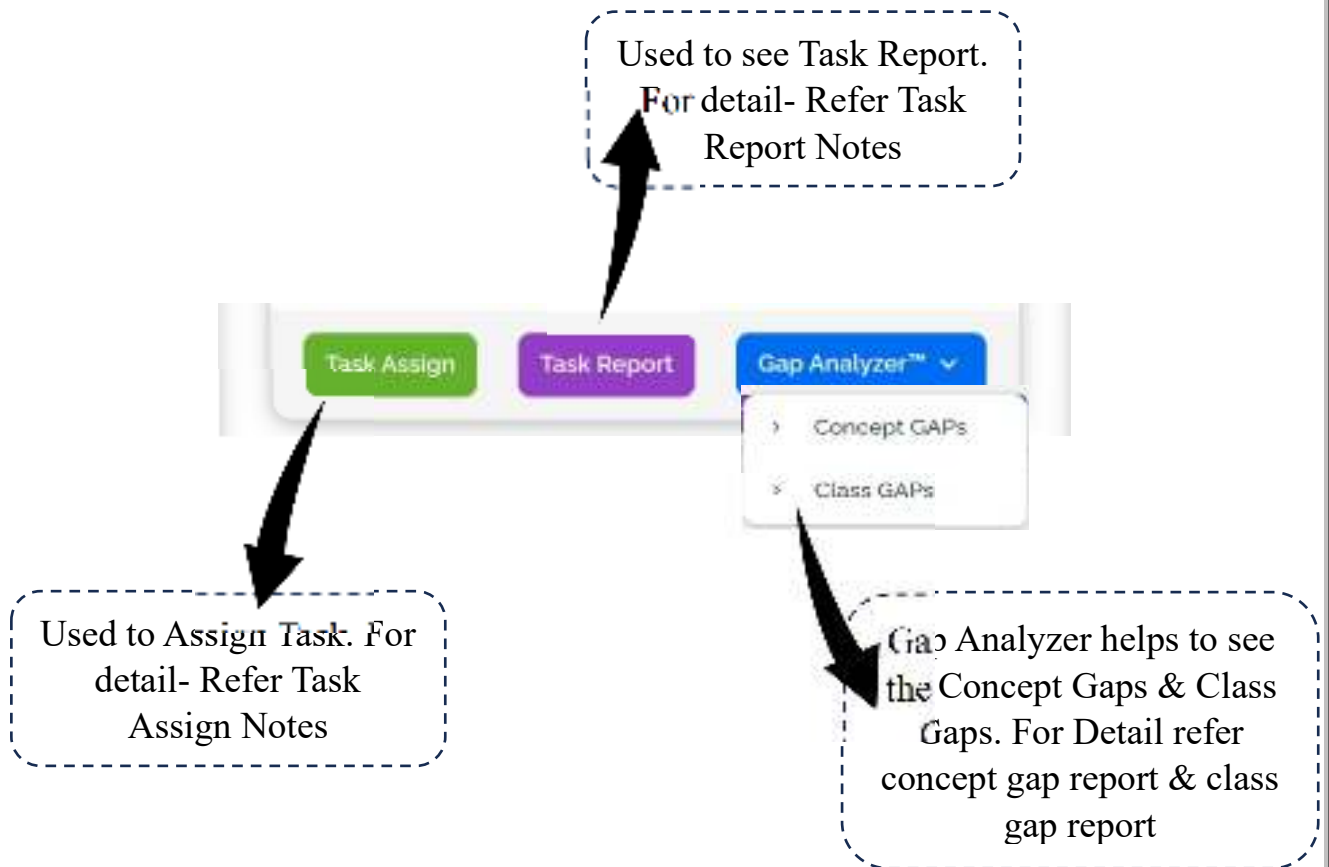 Used to see Task Report.
For detail- Refer Task
Report Notes
Task Assign
Task Report
Gap Analyzer™
Concept GAPs
Class GAPs
Used to Assign Task. For
detail- Refer Task
Assign Notes
Gap Analyzer helps to see
the Concept Gaps & Class
Gaps. For Detail refer
concept gap report & class
gap report